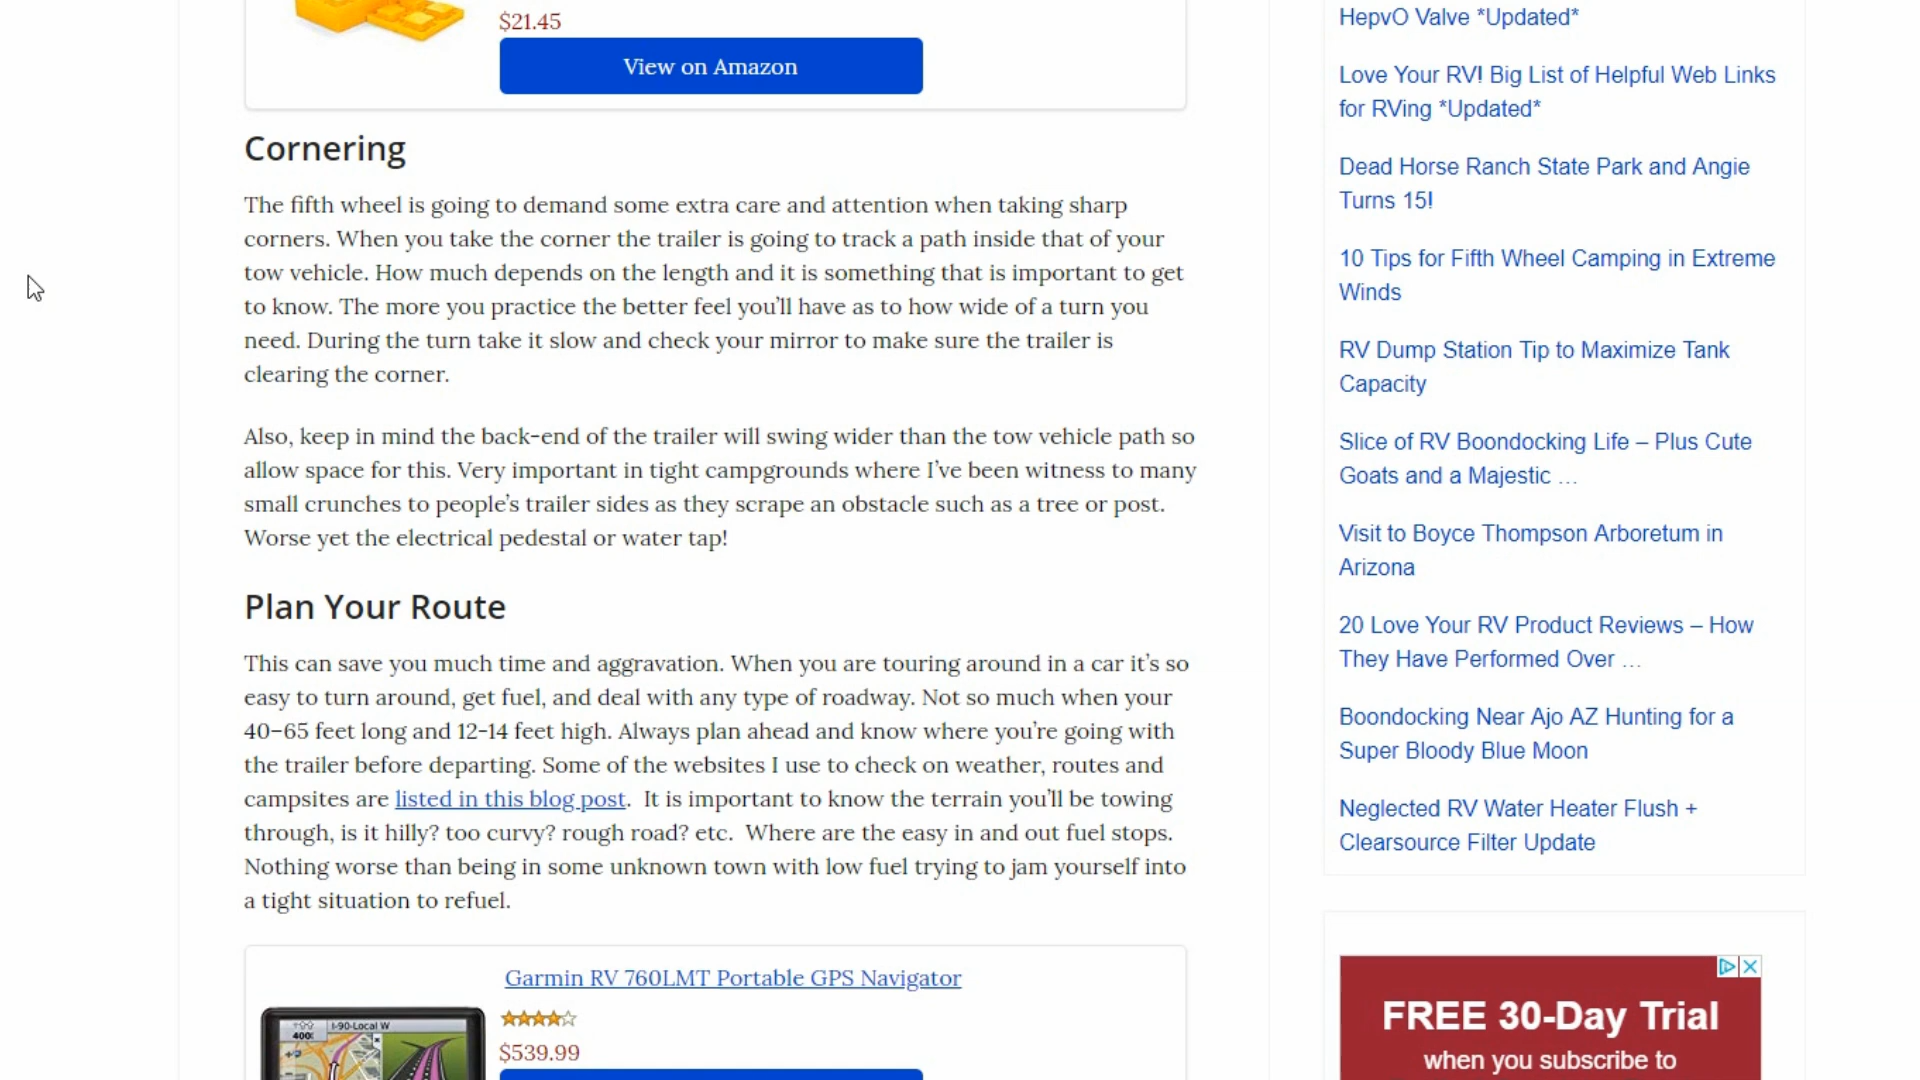 $21.45
View on Amazon
Cornering
The fifth wheel is going to demand some extra care and attention when taking sharp
corners. When you take the corner the trailer is going to track a path inside that of your
tow vehicle. How much depends on the length and it is something that is important to get
to know. The more you practice the better feel you'll have as to how wide of a turn you
need. During the turn take it slow and check your mirror to make sure the trailer is
clearing the corner.
Also, keep in mind the back-end of the trailer will swing wider than the tow vehicle path so
allow space for this. Very important in tight campgrounds where I've been witness to many
small crunches to people's trailer sides as they scrape an obstacle such as a tree or post.
Worse yet the electrical pedestal or water tap!
Plan Your Route
This can save you much time and aggravation. When you are touring around in a car it's so
easy to turn around, get fuel, and deal with any type of roadway. Not so much when your
40–65 feet long and 12-14 feet high. Always plan ahead and know where you're going with
the trailer before departing. Some of the websites I use to check on weather, routes and
campsites are listed in this blog post.  It is important to know the terrain you'll be towing
through, is it hilly? too curvy? rough road? etc.  Where are the easy in and out fuel stops.
Nothing worse than being in some unknown town with low fuel trying to jam yourself into
a tight situation to refuel.
Garmin RV 760LMT Portable GPS Navigator
I-90-Local W
400
$539.99
HepvO Valve *Updated*
Love Your RV! Big List of Helpful Web Links
for RVing *Updated*
Dead Horse Ranch State Park and Angie
Turns 15!
10 Tips for Fifth Wheel Camping in Extreme
Winds
RV Dump Station Tip to Maximize Tank
Capacity
Slice of RV Boondocking Life – Plus Cute
Goats and a Majestic …
Visit to Boyce Thompson Arboretum in
Arizona
20 Love Your RV Product Reviews – How
They Have Performed Over …
Boondocking Near Ajo AZ Hunting for a
Super Bloody Blue Moon
Neglected RV Water Heater Flush +
Clearsource Filter Update
FREE 30-Day Trial
when you subscribe to